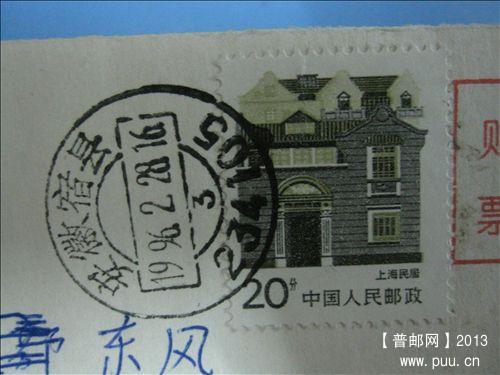 安徽宿县
1996.2.28.16
3
234105
上海民居
20分 中国人民邮政
东风
【普邮网】2013
www.puu.cn